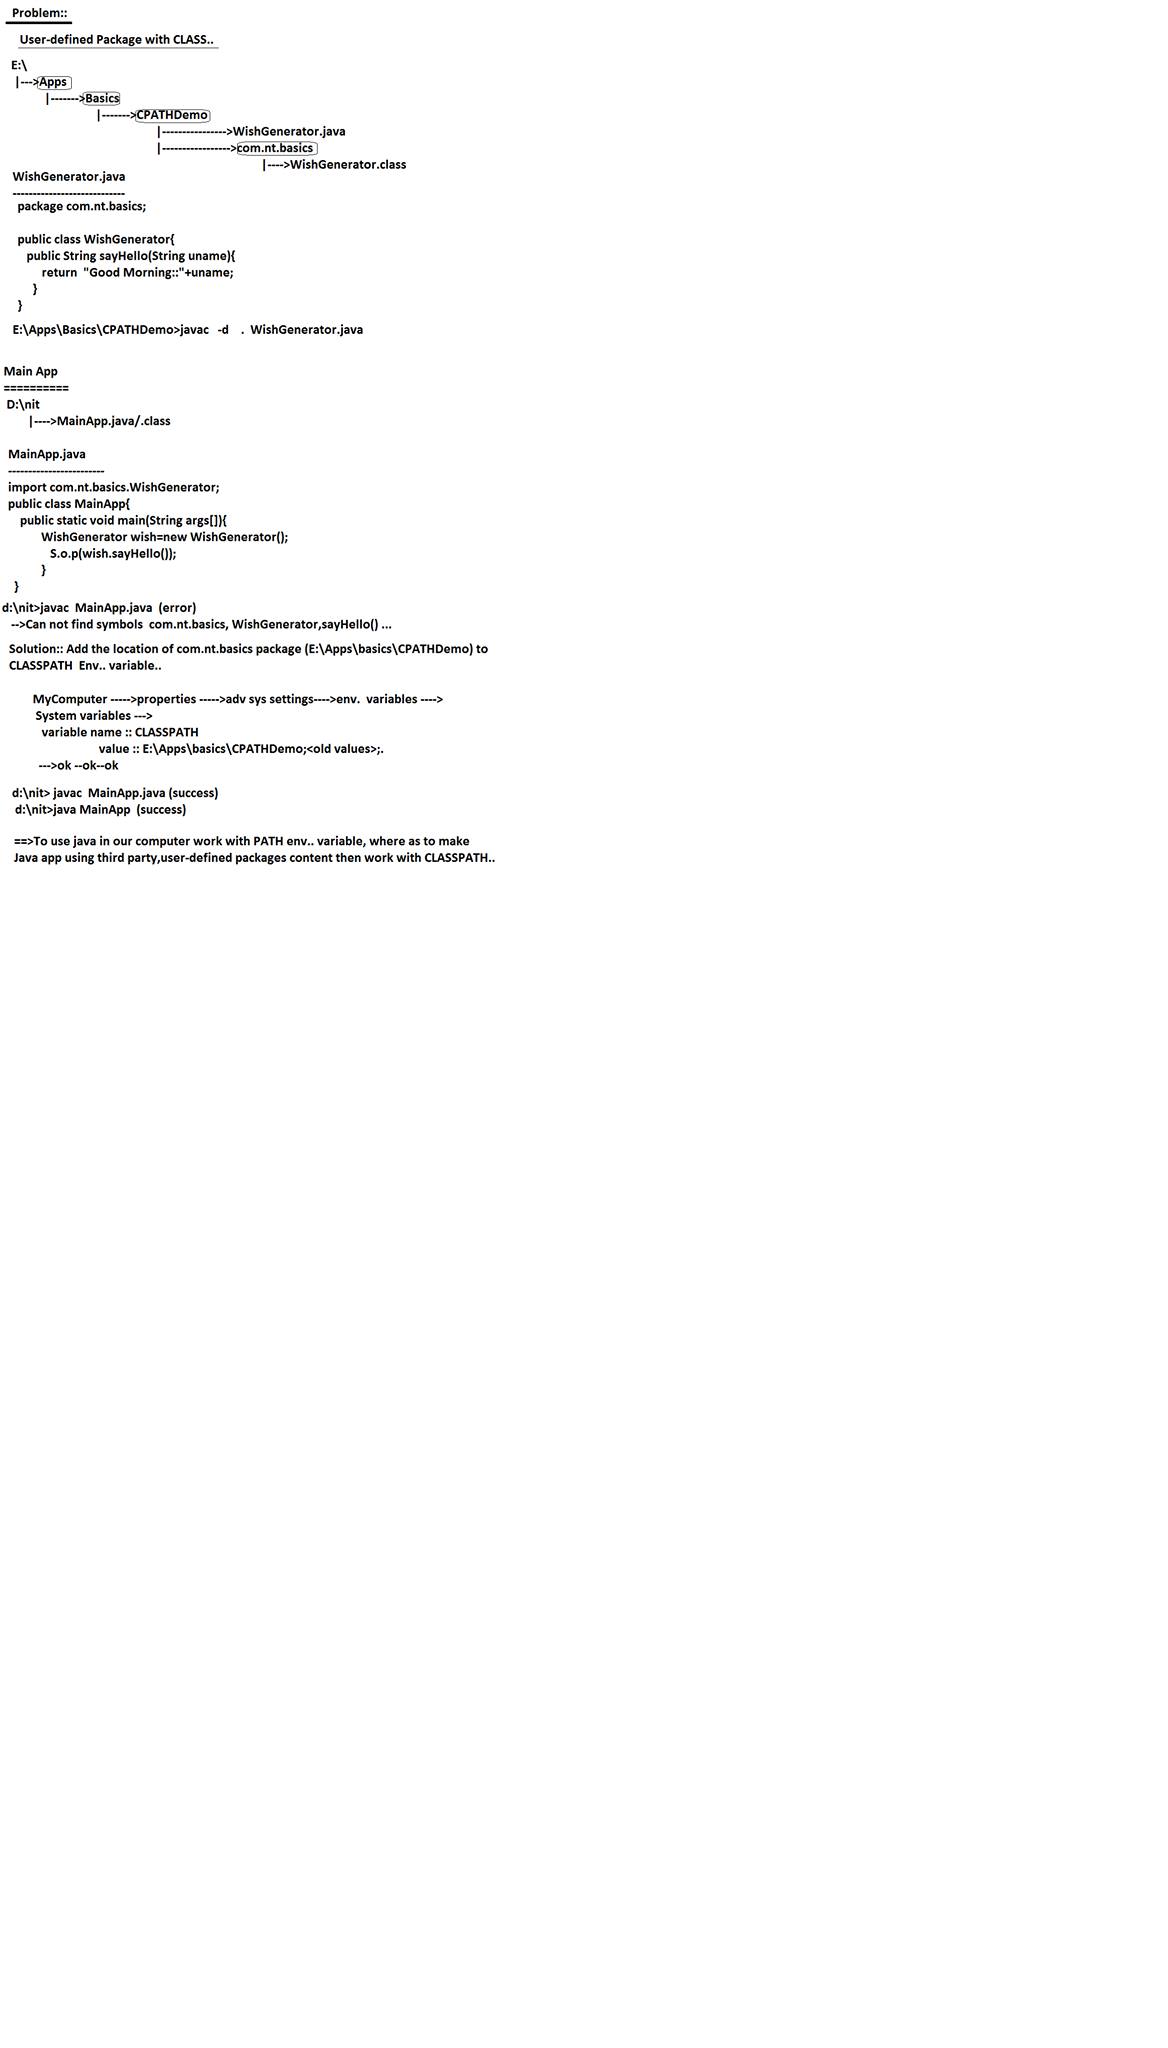 Problem::
User-defined Package with CLASS..
E:\
|--->Apps
|------->Basics
|------->CPATHDemo
|---------------->WishGenerator.java
|----------------->com.nt.basics
|---->WishGenerator.class
WishGenerator.java
----------------------------
package com.nt.basics;
public class WishGenerator{
public String sayHello(String uname){
return "Good Morning::"+uname;
}
}
E:\Apps\Basics\CPATHDemo>javac -d . WishGenerator.java
Main App
==========
D:\nit
|---->MainApp.java/.class
MainApp.java
------------------------
import com.nt.basics.WishGenerator;
public class MainApp{
public static void main(String args[]){
WishGenerator wish=new WishGenerator();
S.o.p(wish.sayHello());
}
}
d:\nit>javac MainApp.java (error)
-->Can not find symbols com.nt.basics, WishGenerator,sayHello() ...
Solution:: Add the location of com.nt.basics package (E:\Apps\basics\CPATHDemo) to
CLASSPATH Env.. variable..
MyComputer ----->properties ----->adv sys settings---->env. variables ---->
System variables --->
variable name :: CLASSPATH
value :: E:\Apps\basics\CPATHDemo;<old values>;.
--->ok --ok--ok
d:\nit> javac MainApp.java (success)
d:\nit>java MainApp (success)
==>To use java in our computer work with PATH env.. variable, where as to make
Java app using third party,user-defined packages content then work with CLASSPATH..